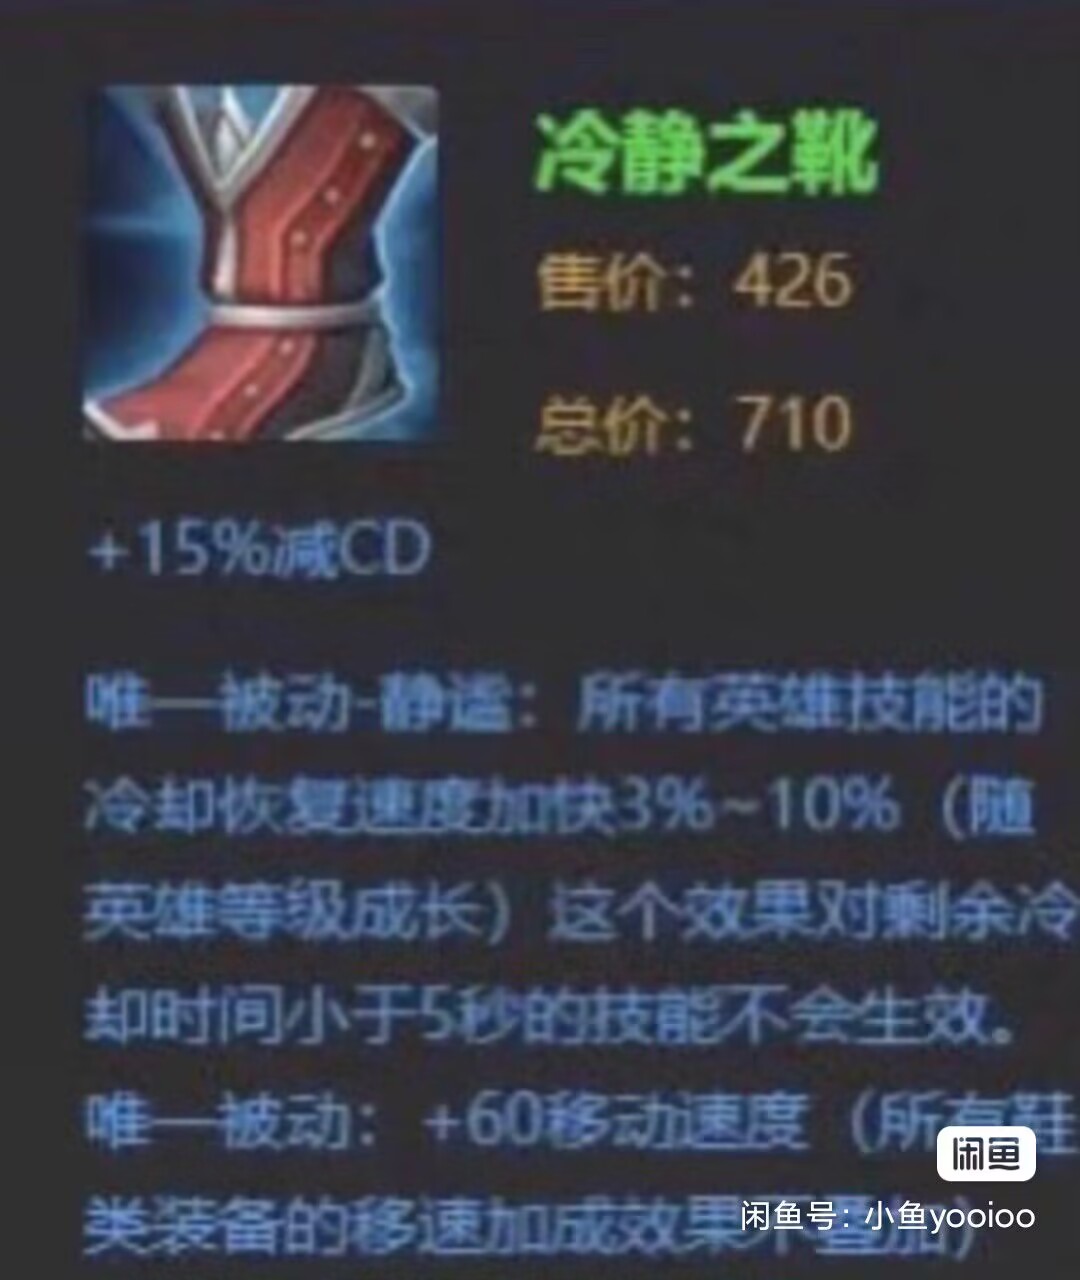 冷静之靴
售价：426
总价：710
+15%减CD
唯一被动-静谧：所有英雄技能的
冷却恢复速度加快3%~10%（随
英雄等级成长）这个效果对剩余冷
却时间小于5秒的技能不会生效。
唯一被动：+60移动速度（所有鞋
类装备的移速加成效果不叠加）
闲鱼
闲鱼号：小鱼yooioo